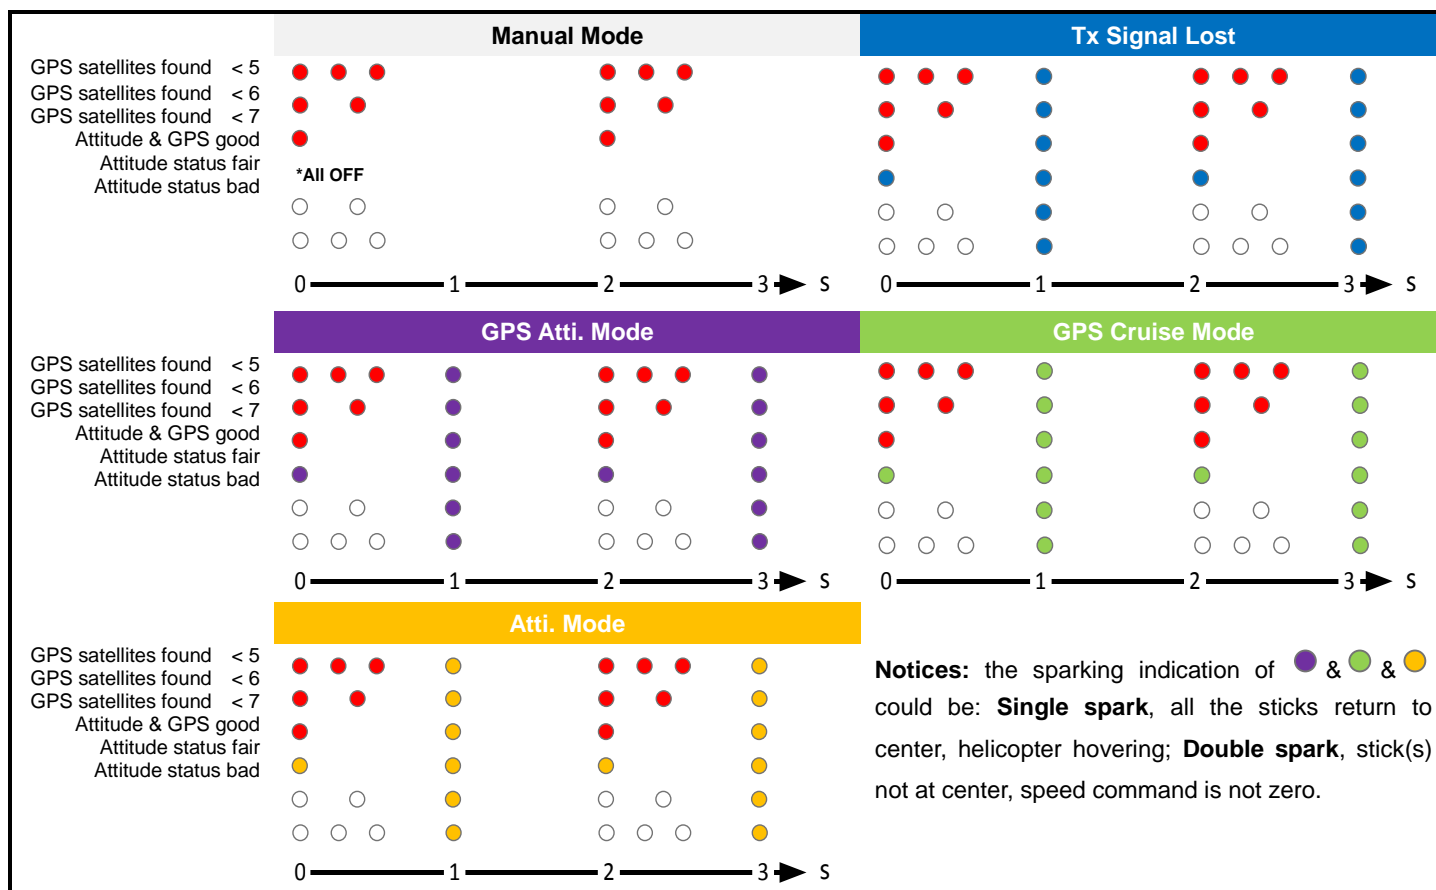 Manual Mode
Tx Signal Lost
GPS satellites found < 5
GPS satellites found < 6
GPS satellites found < 7
Attitude & GPS good
Attitude status fair
Attitude status bad
*All OFF
0 1 2 3 s
0 1 2 3 s
GPS Atti. Mode
GPS Cruise Mode
GPS satellites found < 5
GPS satellites found < 6
GPS satellites found < 7
Attitude & GPS good
Attitude status fair
Attitude status bad
0 1 2 3 s
0 1 2 3 s
Atti. Mode
GPS satellites found < 5
GPS satellites found < 6
GPS satellites found < 7
Attitude & GPS good
Attitude status fair
Attitude status bad
0 1 2 3 s
Notices: the sparking indication of & &
could be: Single spark, all the sticks return to
center, helicopter hovering; Double spark, stick(s)
not at center, speed command is not zero.